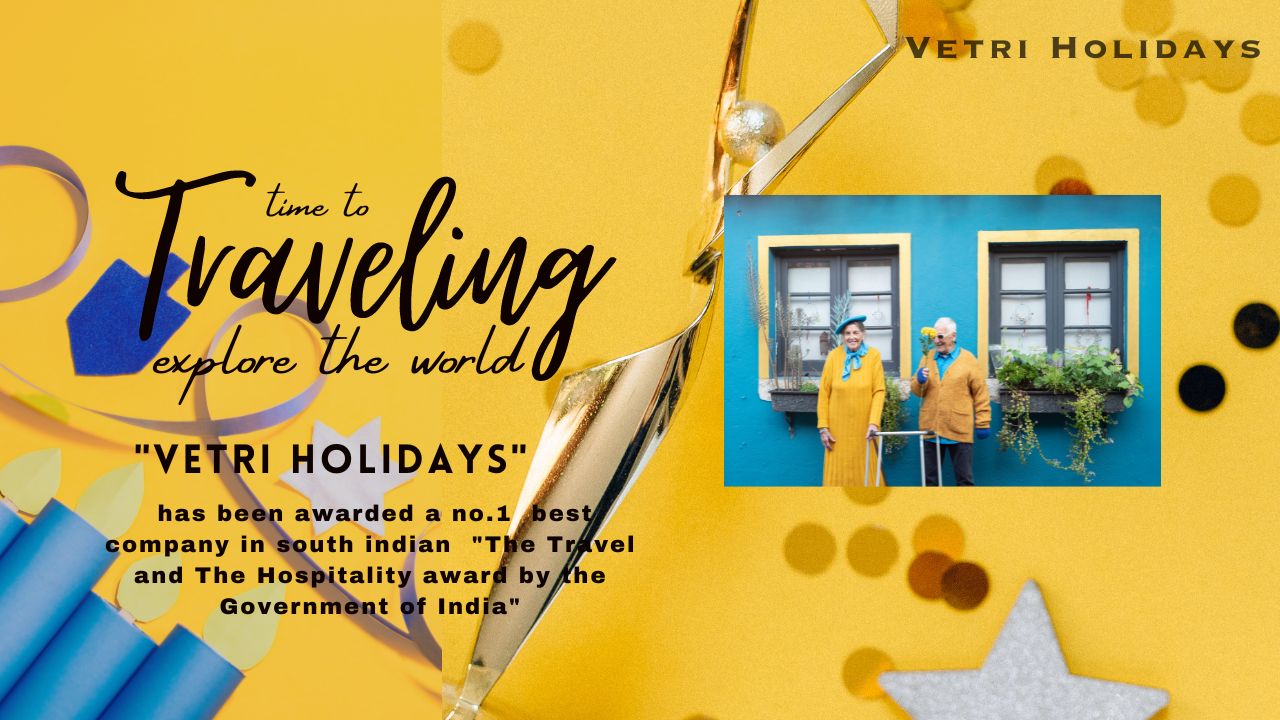 Vetri Holidays
time to
Traveling
explore the world
"VETRI HOLIDAYS"
has been awarded a no.1 best
company in south indian "The Travel
and The Hospitality award by the
Government of India"